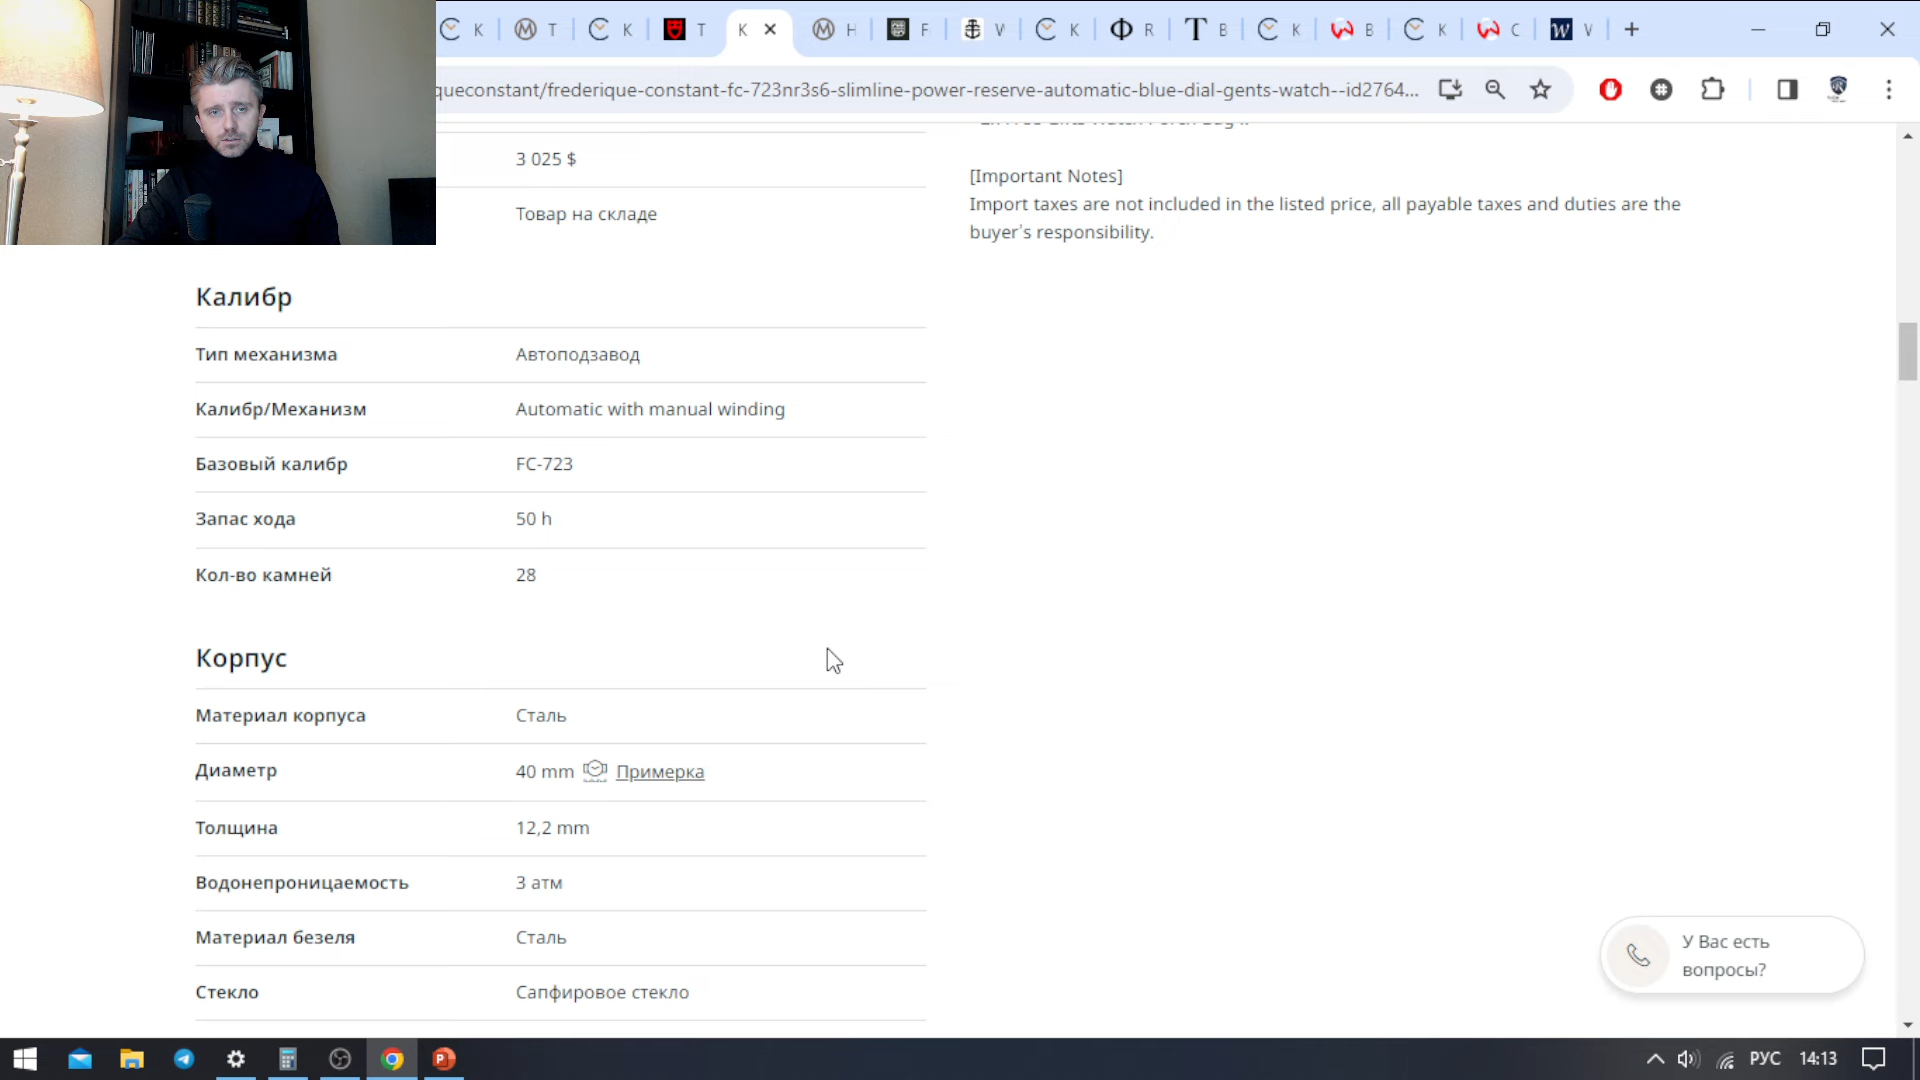 K
T
K
T
K
H
F
V
K
R
B
K
B
K
C
V
queconstant/frederique-constant-fc-723nr3s6-slimline-power-reserve-automatic-blue-dial-gents-watch--id2764...
3 025 $
Товар на складе
[Important Notes]
Import taxes are not included in the listed price, all payable taxes and duties are the
buyer's responsibility.
Калибр
Тип механизма Автоподзавод
Калибр/Механизм Automatic with manual winding
Базовый калибр FC-723
Запас хода 50 h
Кол-во камней 28
Корпус
Материал корпуса Сталь
Диаметр 40 mm Примерка
Толщина 12,2 mm
Водонепроницаемость 3 атм
Материал безеля Сталь
Стекло Сапфировое стекло
У Вас есть
вопросы?
РУС 14:13